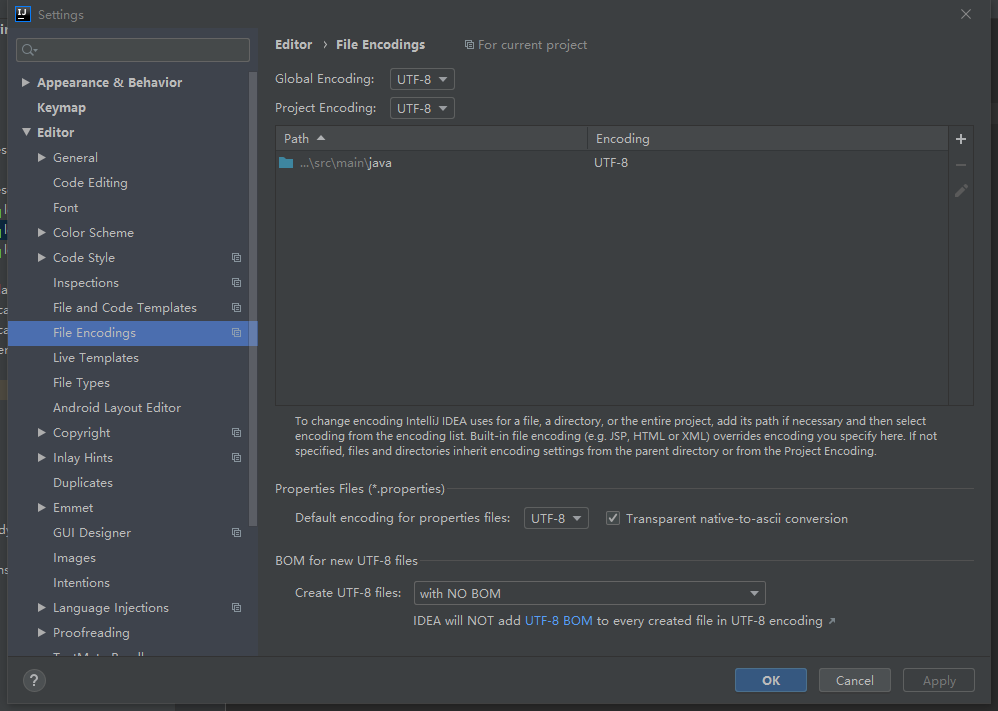 Settings
Editor › File Encodings For current project
Global Encoding: UTF-8
Project Encoding: UTF-8
Path Encoding
...\src\main\java UTF-8
To change encoding IntelliJ IDEA uses for a file, a directory, or the entire project, add its path if necessary and then select
encoding from the encoding list. Built-in file encoding (e.g. JSP, HTML or XML) overrides encoding you specify here. If not
specified, files and directories inherit encoding settings from the parent directory or from the Project Encoding.
Properties Files (*.properties)
Default encoding for properties files: UTF-8 Transparent native-to-ascii conversion
BOM for new UTF-8 files
Create UTF-8 files: with NO BOM
IDEA will NOT add UTF-8 BOM to every created file in UTF-8 encoding ↗
Appearance & Behavior
Keymap
Editor
General
Code Editing
Font
Color Scheme
Code Style
Inspections
File and Code Templates
File Encodings
Live Templates
File Types
Android Layout Editor
Copyright
Inlay Hints
Duplicates
Emmet
GUI Designer
Images
Intentions
Language Injections
Proofreading
?
OK
Cancel
Apply